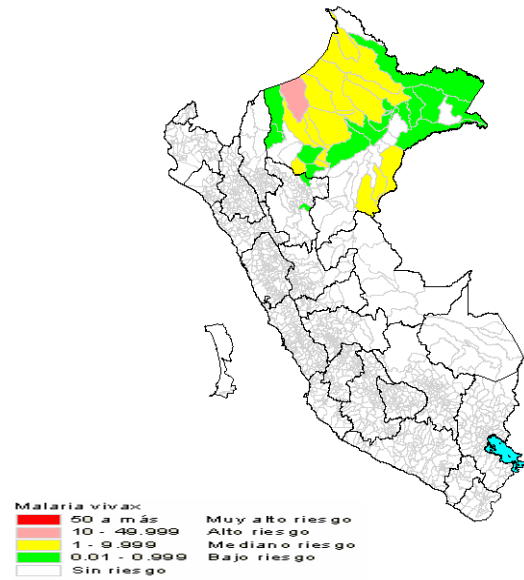 Malaria vivax
50 a más Muy alto riesgo
10 - 49.999 Alto riesgo
1 - 9.999 Mediano riesgo
0.01 - 0.999 Bajo riesgo
Sin riesgo